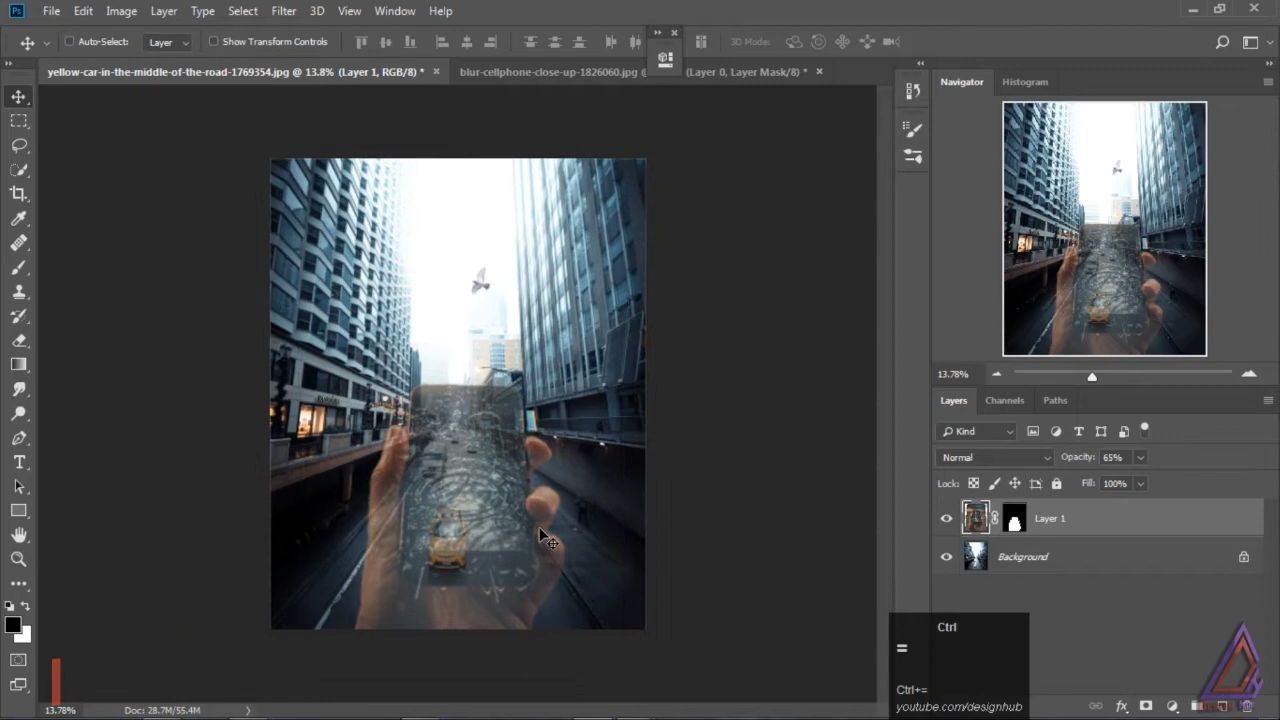 Ps File Edit Image Layer Type Select Filter 3D View Window Help
Auto-Select: Layer Show Transform Controls 3D Mode:
yellow-car-in-the-middle-of-the-road-1769354.jpg @ 13.8% (Layer 1, RGB/8) * × blur-cellphone-close-up-1826060.jpg @ (Layer 0, Layer Mask/8) * ×
Navigator Histogram
13.78%
Layers Channels Paths
Kind
Normal Opacity: 65%
Lock: Fill: 100%
Layer 1
Background
Ctrl
=
Ctrl+=
youtube.com/designhub
13.78% Doc: 28.7M/55.4M